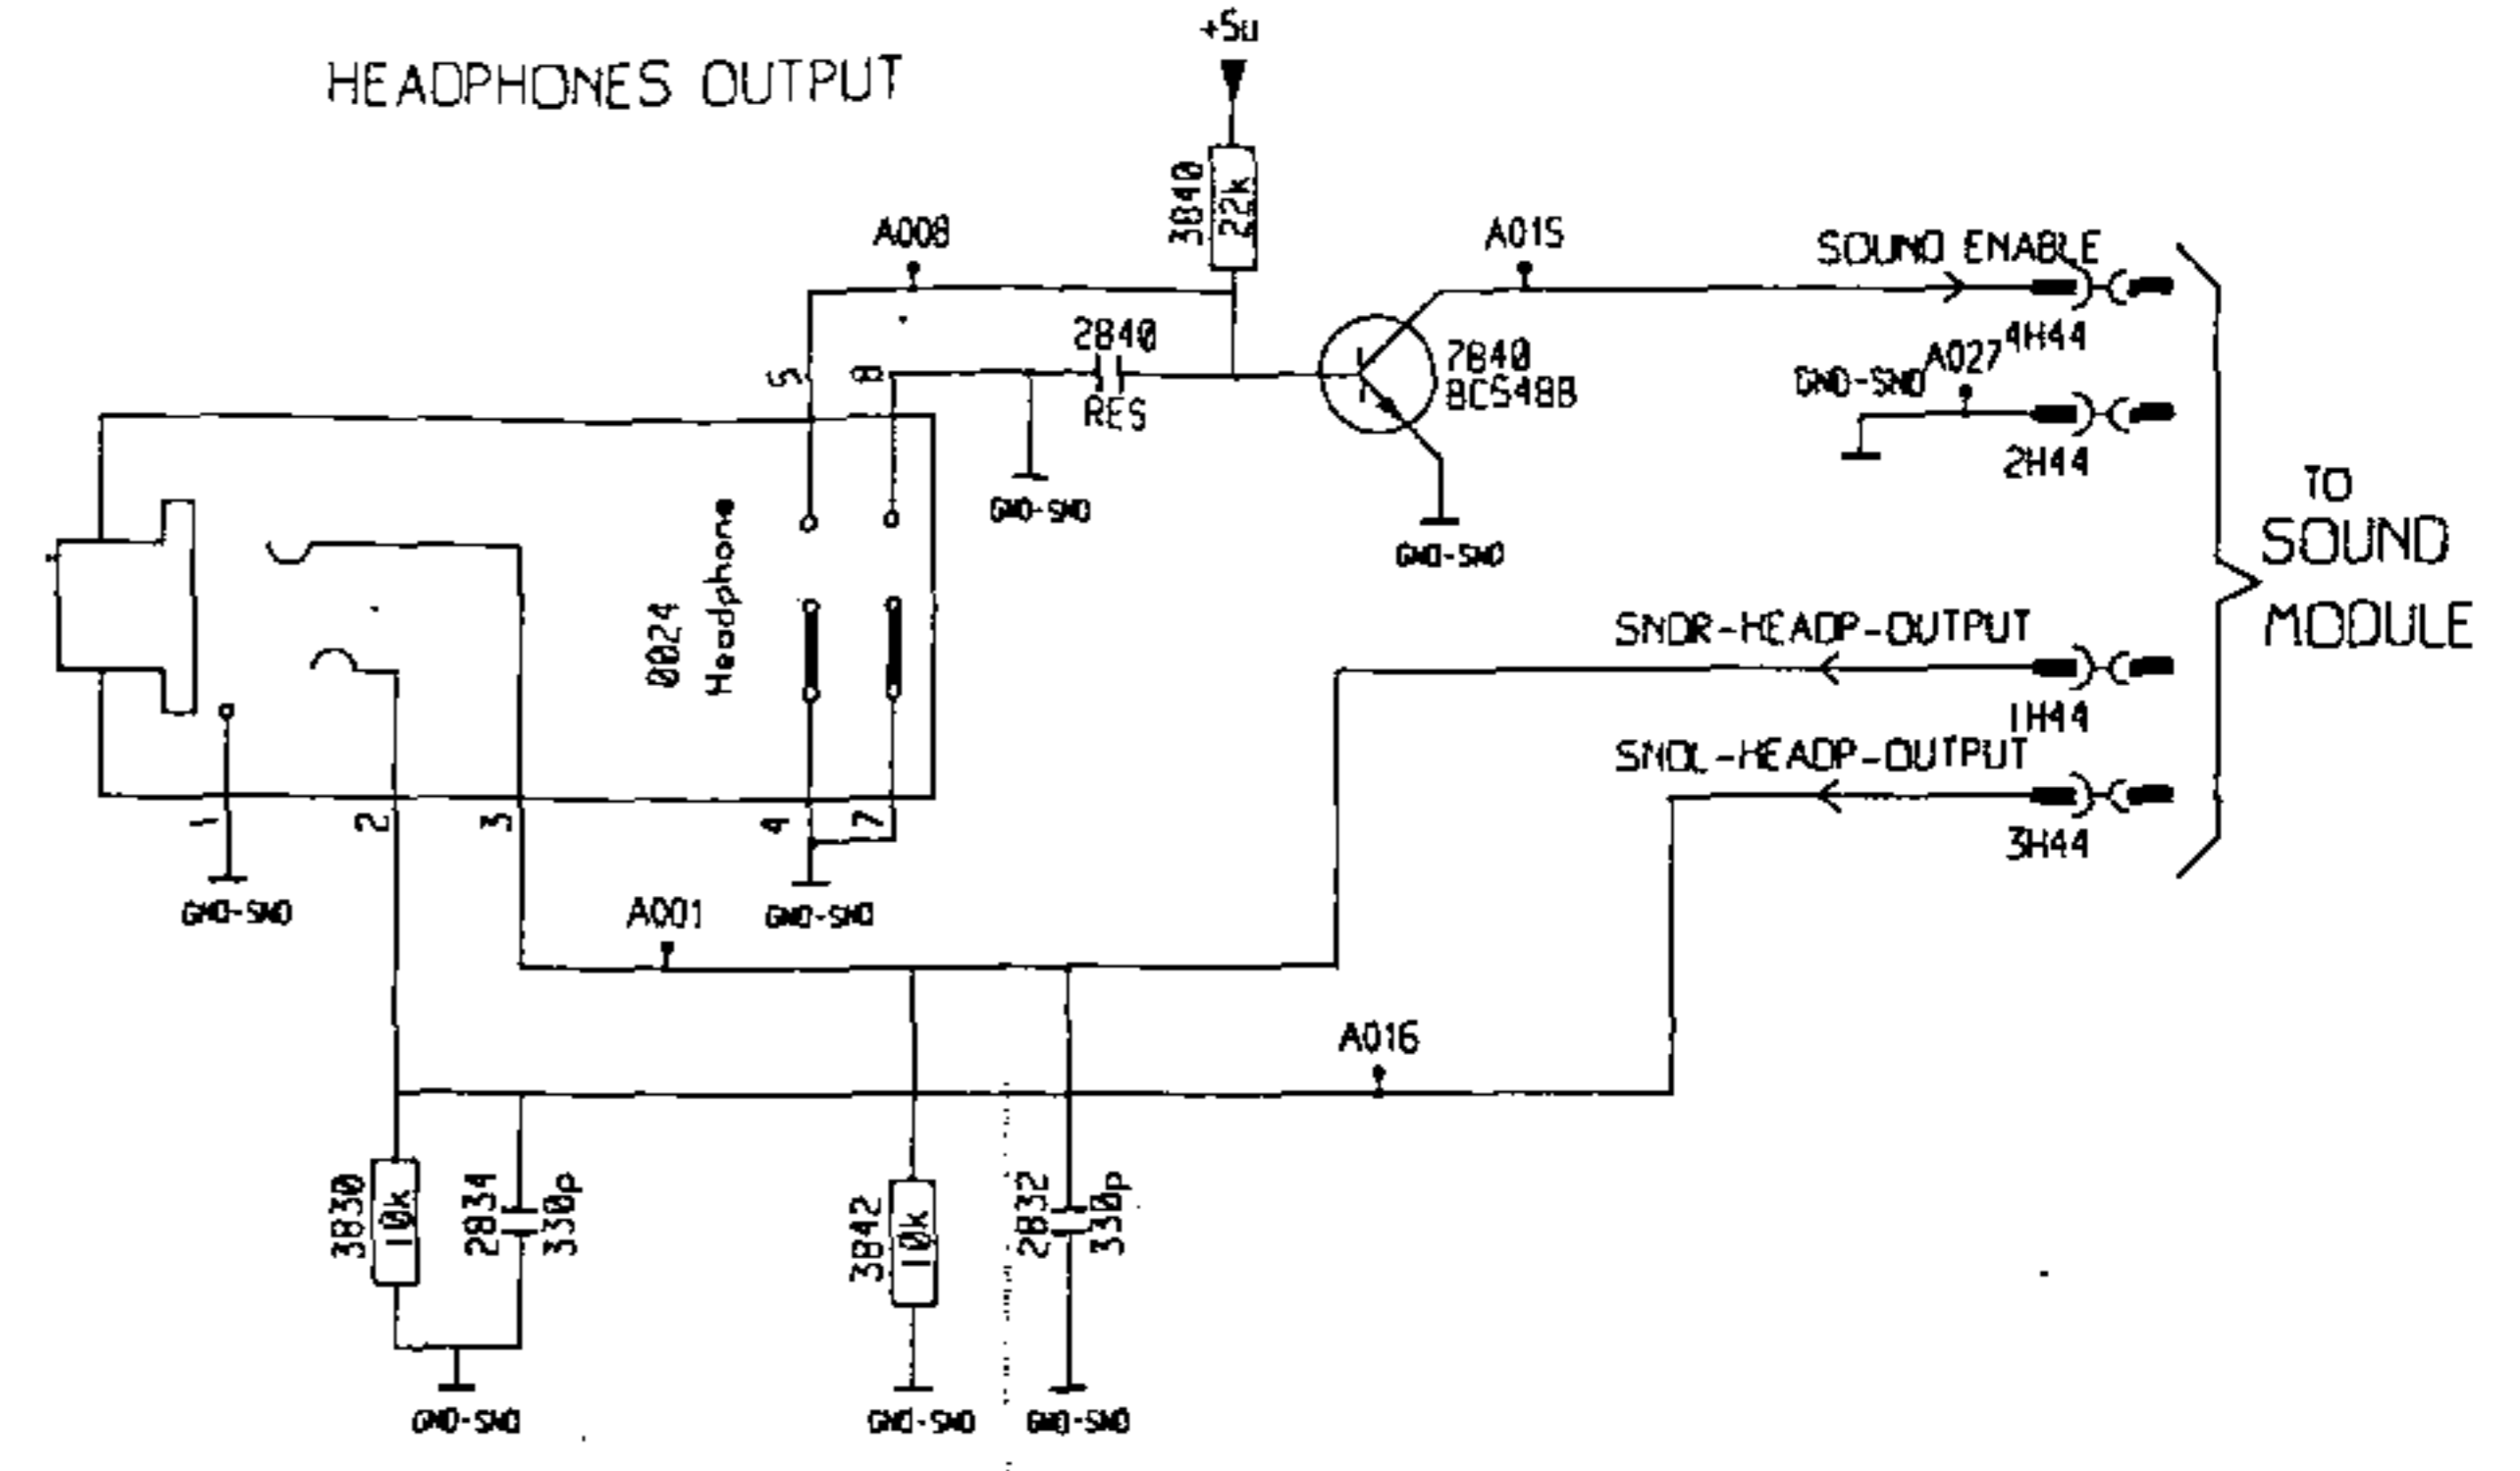 +5v
HEADPHONES OUTPUT
3840
22k
A008
A015
SOUND ENABLE
4H44
2840
RES
5
8
7840
BC548B
GND-SND
A027
2H44
GND-SND
GND-SND
TO
SOUND
MODULE
0024
Headphone
SNDR-HEADP-OUTPUT
1H44
SNDL-HEADP-OUTPUT
3H44
1
2
3
4
7
GND-SND
A001
GND-SND
A016
3830
10k
2834
330p
3842
10k
2832
330p
GND-SND
GND-SND
GND-SND